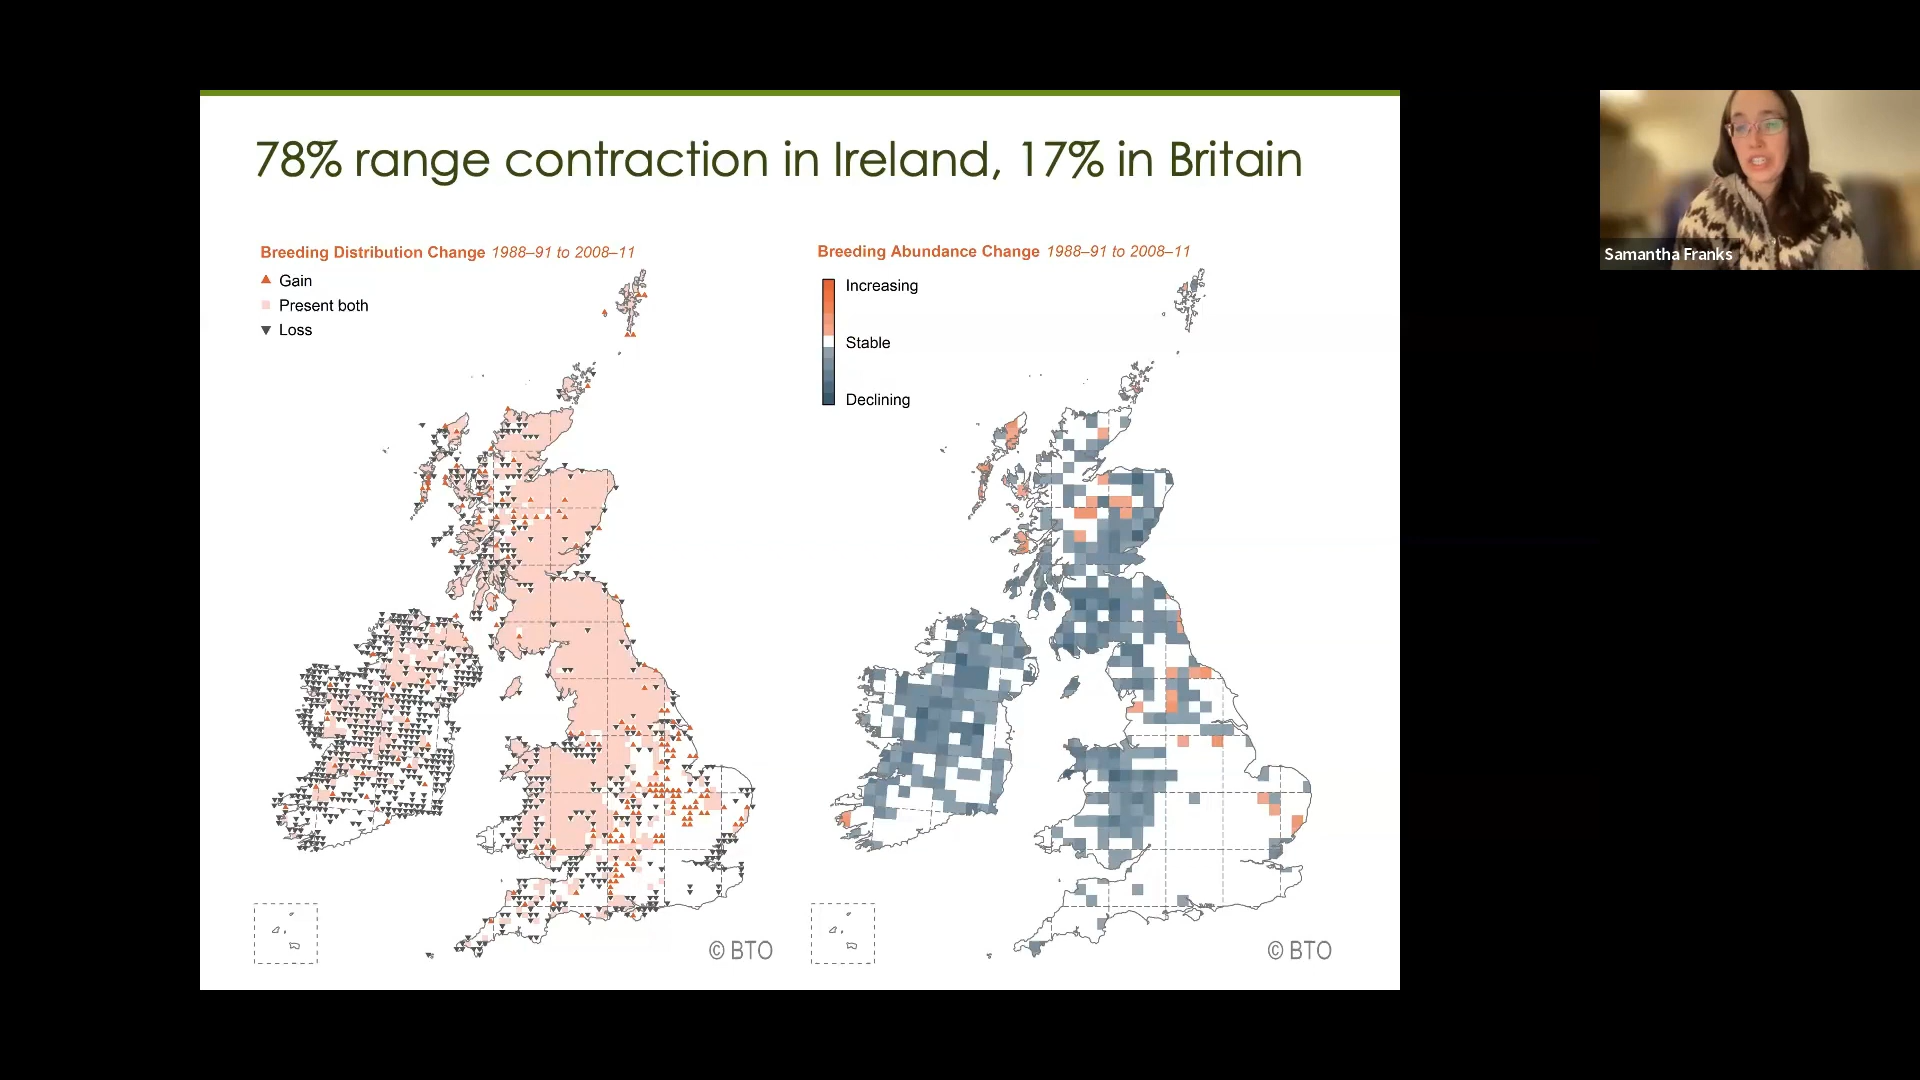 78% range contraction in Ireland, 17% in Britain
Breeding Distribution Change 1988–91 to 2008–11
Gain
Present both
Loss
© BTO
Breeding Abundance Change 1988–91 to 2008–11
Increasing
Stable
Declining
© BTO
Samantha Franks